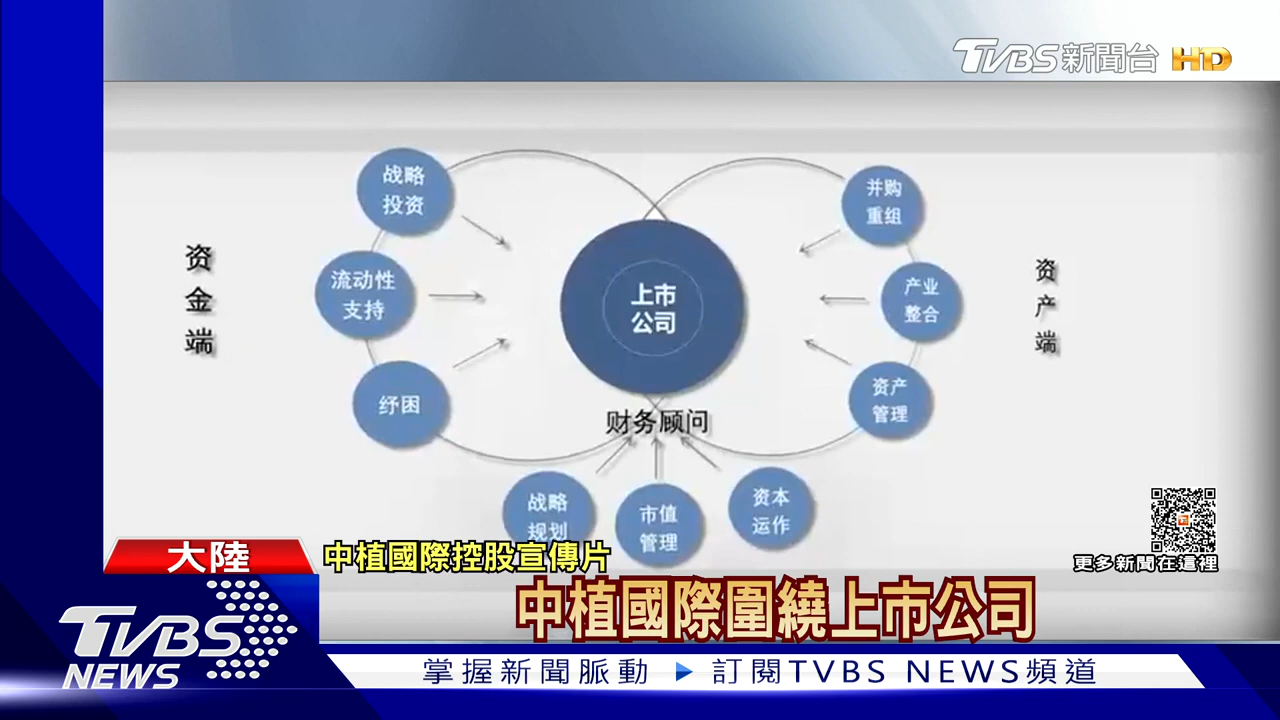 TVBS新聞台 HD
战略
投资
流动性
支持
纾困
资
金
端
上市
公司
财务顾问
并购
重组
产业
整合
资产
管理
资
产
端
战略
规划
市值
管理
资本
运作
更多新聞在這裡
大陸
中植國際控股宣傳片
中植國際圍繞上市公司
TVBS
NEWS
掌握新聞脈動 ▶ 訂閱TVBS NEWS頻道